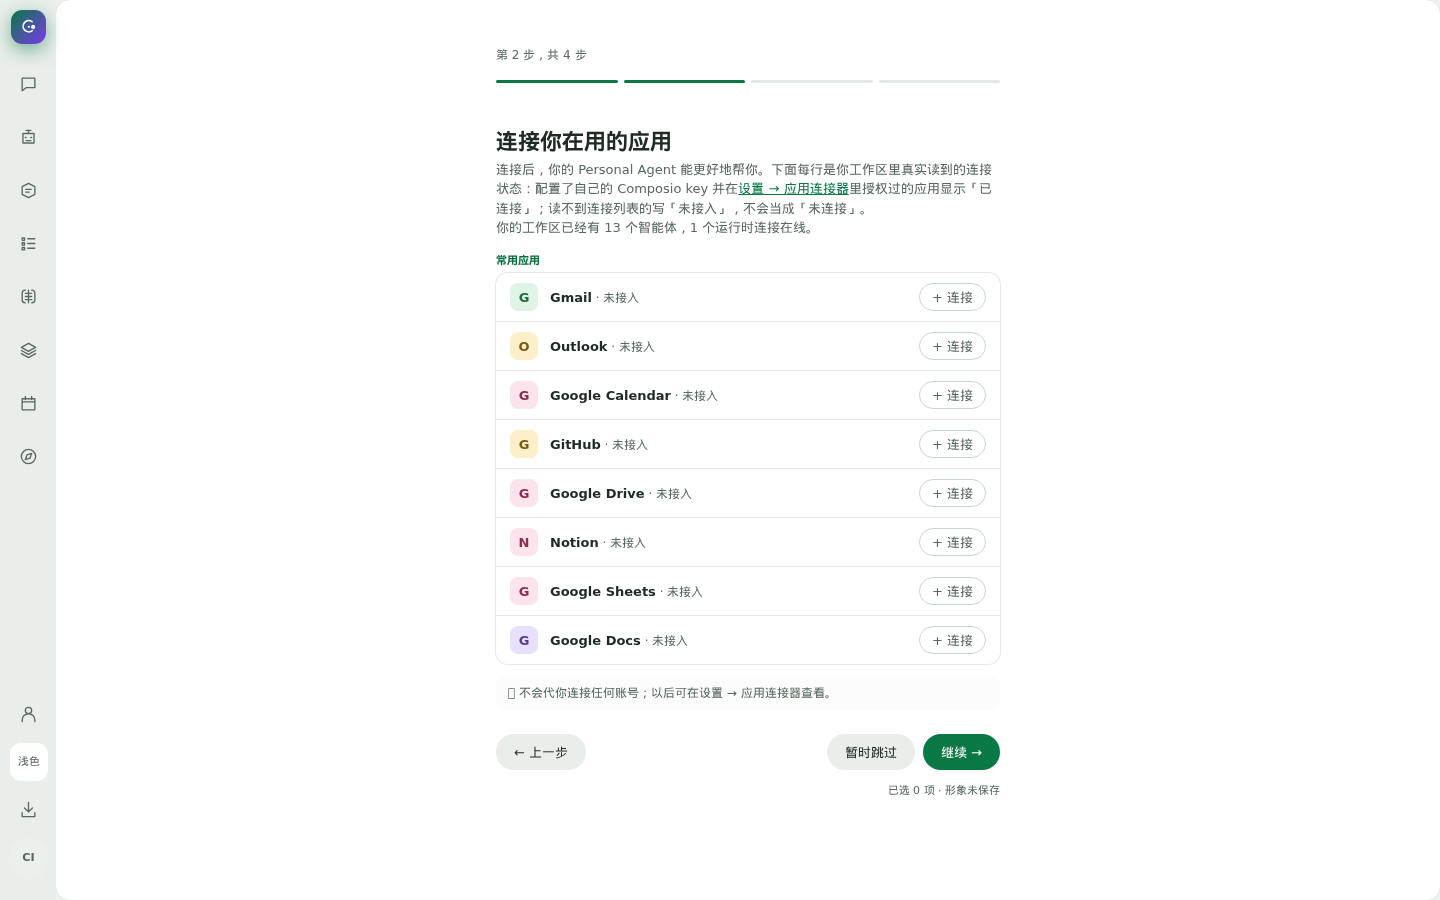 第 2 步，共 4 步
连接你在用的应用
连接后，你的 Personal Agent 能更好地帮你。下面每行是你工作区里真实读到的连接
状态：配置了自己的 Composio key 并在设置 → 应用连接器里授权过的应用显示「已
连接」；读不到连接列表的写「未接入」，不会当成「未连接」。
你的工作区已经有 13 个智能体，1 个运行时连接在线。
常用应用
G Gmail · 未接入 + 连接
O Outlook · 未接入 + 连接
G Google Calendar · 未接入 + 连接
G GitHub · 未接入 + 连接
G Google Drive · 未接入 + 连接
N Notion · 未接入 + 连接
G Google Sheets · 未接入 + 连接
G Google Docs · 未接入 + 连接
不会代你连接任何账号；以后可在设置 → 应用连接器查看。
← 上一步 暂时跳过 继续 →
已选 0 项 · 形象未保存
浅色
CI